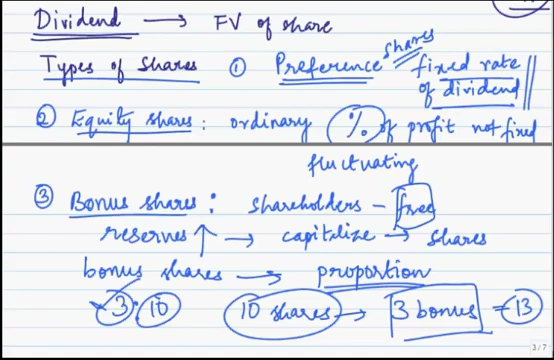 Dividend → FV of share
Types of Shares ① Preference shares fixed rate
of dividend
② Equity shares : ordinary % of profit not fixed
fluctuating
③ Bonus shares : shareholders - free
reserves ↑ → capitalize → shares
bonus shares → proportion
3 : 10 10 shares → 3 bonus = 13
3 / 7